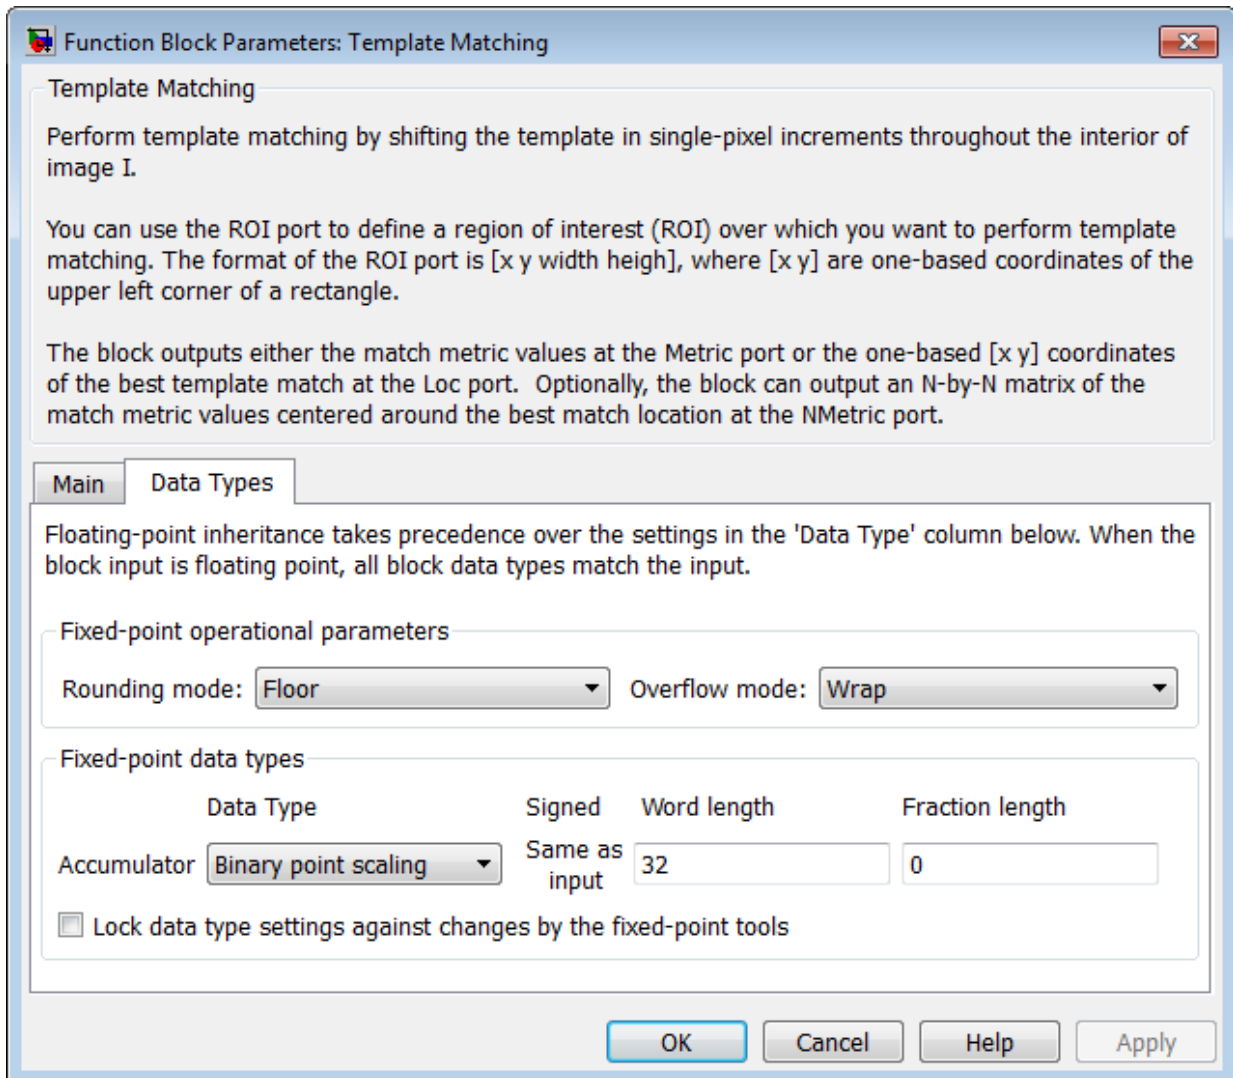 Function Block Parameters: Template Matching
Template Matching
Perform template matching by shifting the template in single-pixel increments throughout the interior of
image I.
You can use the ROI port to define a region of interest (ROI) over which you want to perform template
matching. The format of the ROI port is [x y width heigh], where [x y] are one-based coordinates of the
upper left corner of a rectangle.
The block outputs either the match metric values at the Metric port or the one-based [x y] coordinates
of the best template match at the Loc port.  Optionally, the block can output an N-by-N matrix of the
match metric values centered around the best match location at the NMetric port.
Main Data Types
Floating-point inheritance takes precedence over the settings in the 'Data Type' column below. When the
block input is floating point, all block data types match the input.
Fixed-point operational parameters
Rounding mode: Floor Overflow mode: Wrap
Fixed-point data types
Data Type Signed Word length Fraction length
Accumulator Binary point scaling Same as input 32 0
Lock data type settings against changes by the fixed-point tools
OK Cancel Help Apply